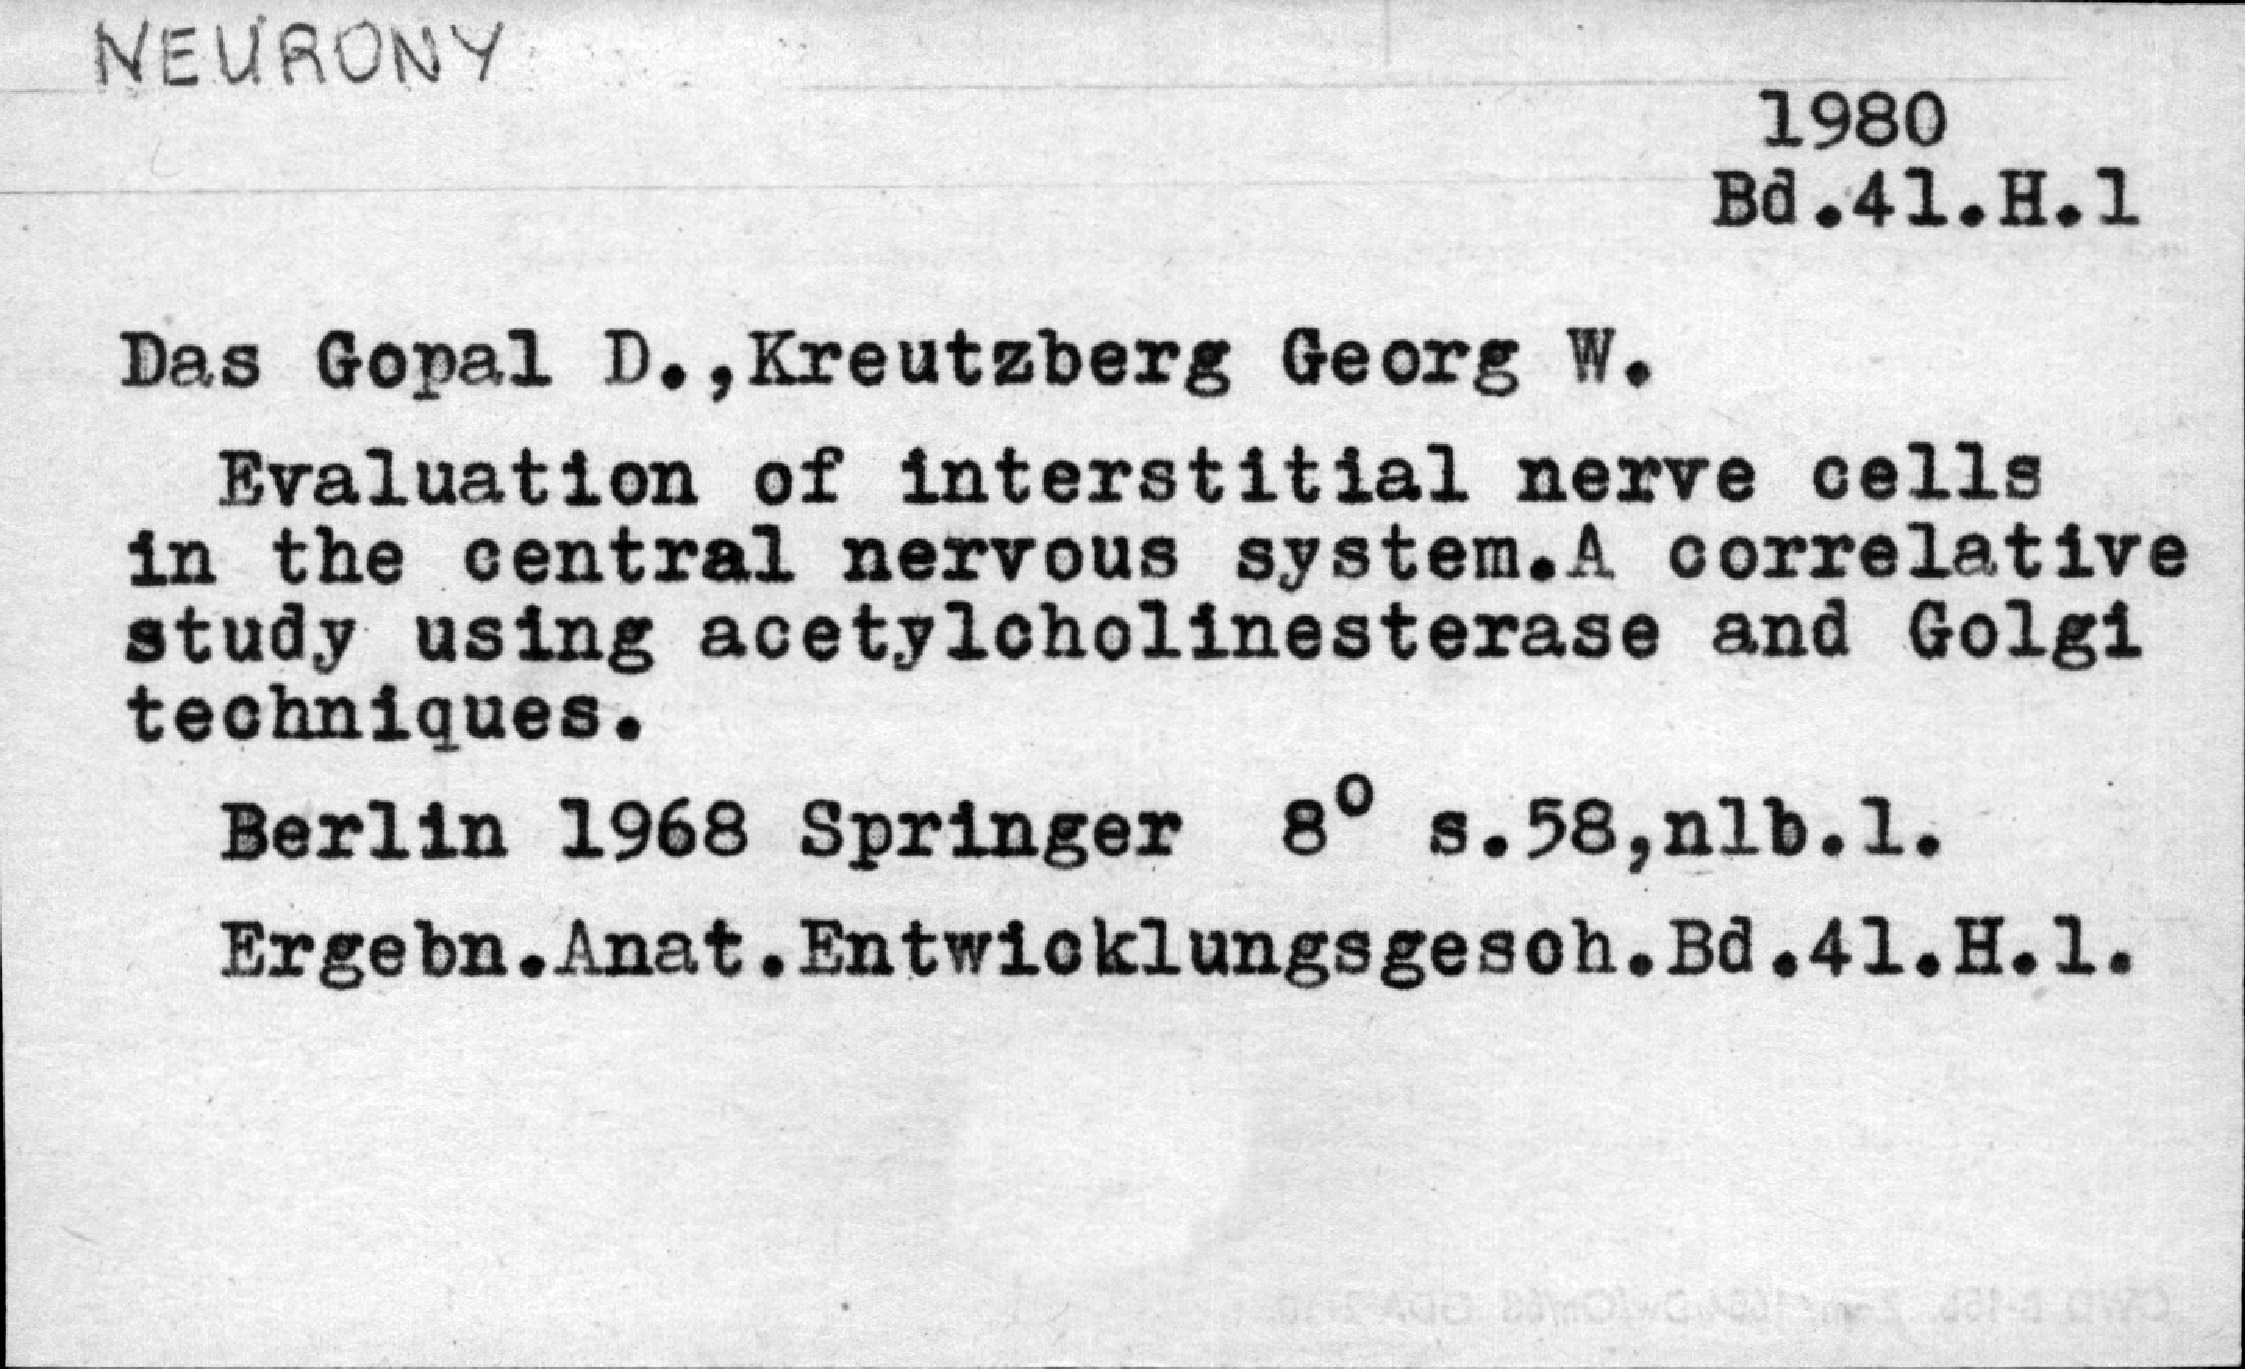 NEURONY
1980
Bd.41.H.1
Das Gopal D.,Kreutzberg Georg W.
Evaluation of interstitial nerve cells
in the central nervous system.A correlative
study using acetylcholinesterase and Golgi
techniques.
Berlin 1968 Springer 8° s.58,nlb.1.
Ergebn.Anat.Entwicklungsgesch.Bd.41.H.1.